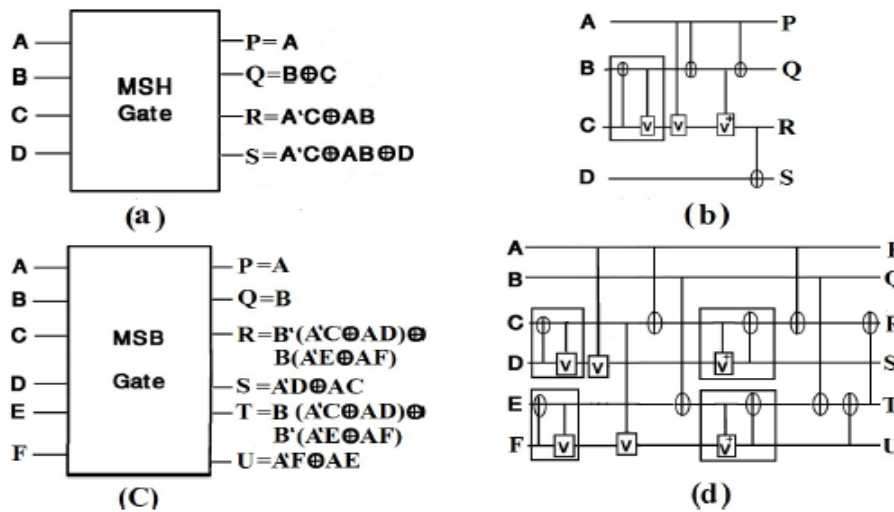 A
B
C
D
MSH
Gate
P= A
Q=B⊕C
R=A'C⊕AB
S=A'C⊕AB⊕D
(a)
A
B
C
D
V
V
V+
P
Q
R
S
(b)
A
B
C
D
E
F
MSB
Gate
P =A
Q=B
R=B'(A'C⊕AD)⊕
B(A'E⊕AF)
S=A'D⊕AC
T=B (A'C⊕AD)⊕
B'(A'E⊕AF)
U=A'F⊕AE
(C)
A
B
C
D
E
F
V
V
V+
V
V
V+
Q
R
S
T
U
(d)